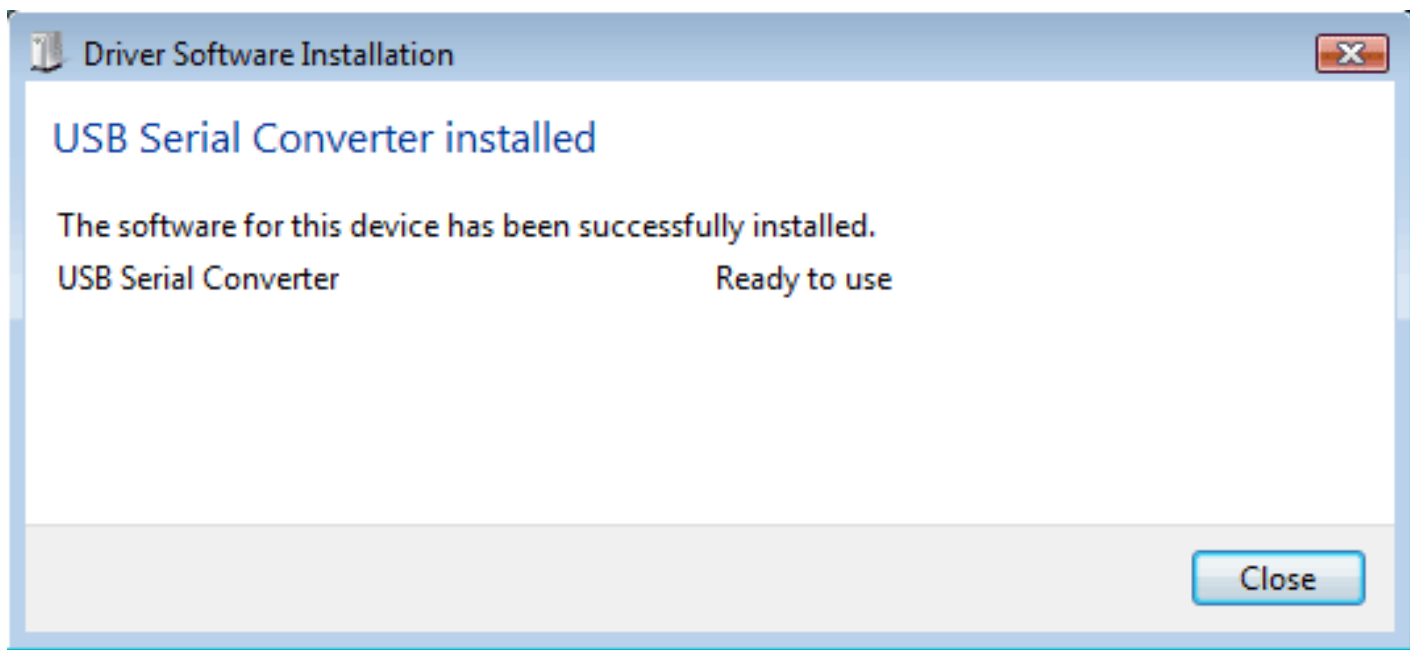 Driver Software Installation
USB Serial Converter installed
The software for this device has been successfully installed.
USB Serial Converter Ready to use
Close